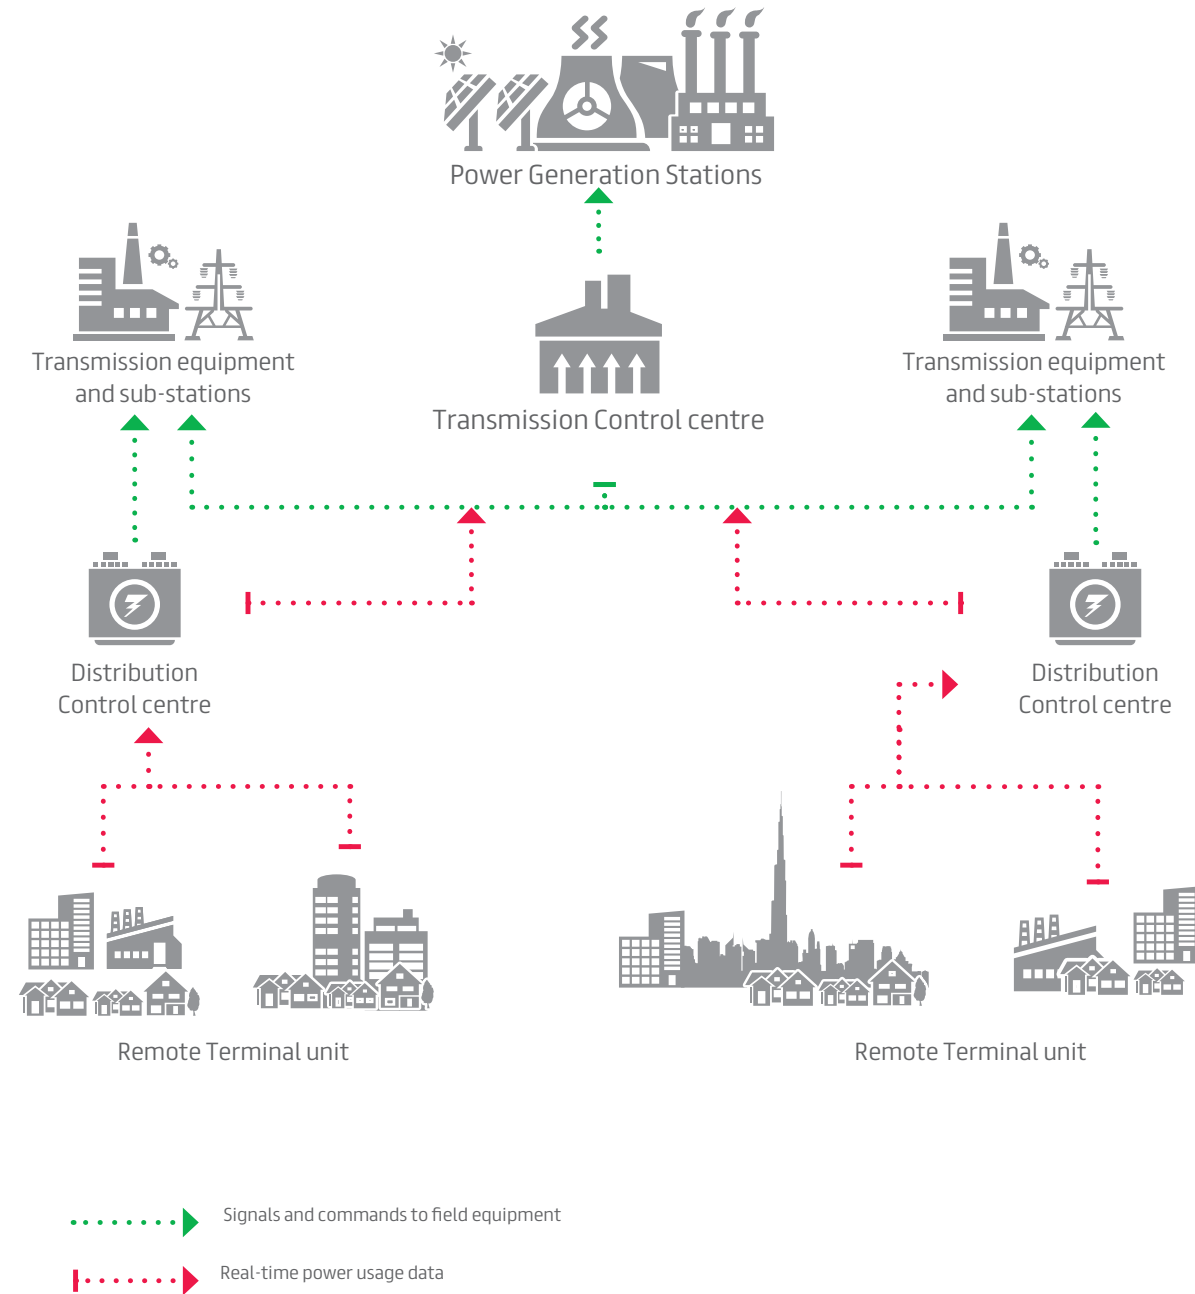 Power Generation Stations
Transmission equipment
and sub-stations
Transmission Control centre
Transmission equipment
and sub-stations
Distribution
Control centre
Distribution
Control centre
Remote Terminal unit
Remote Terminal unit
Signals and commands to field equipment
Real-time power usage data